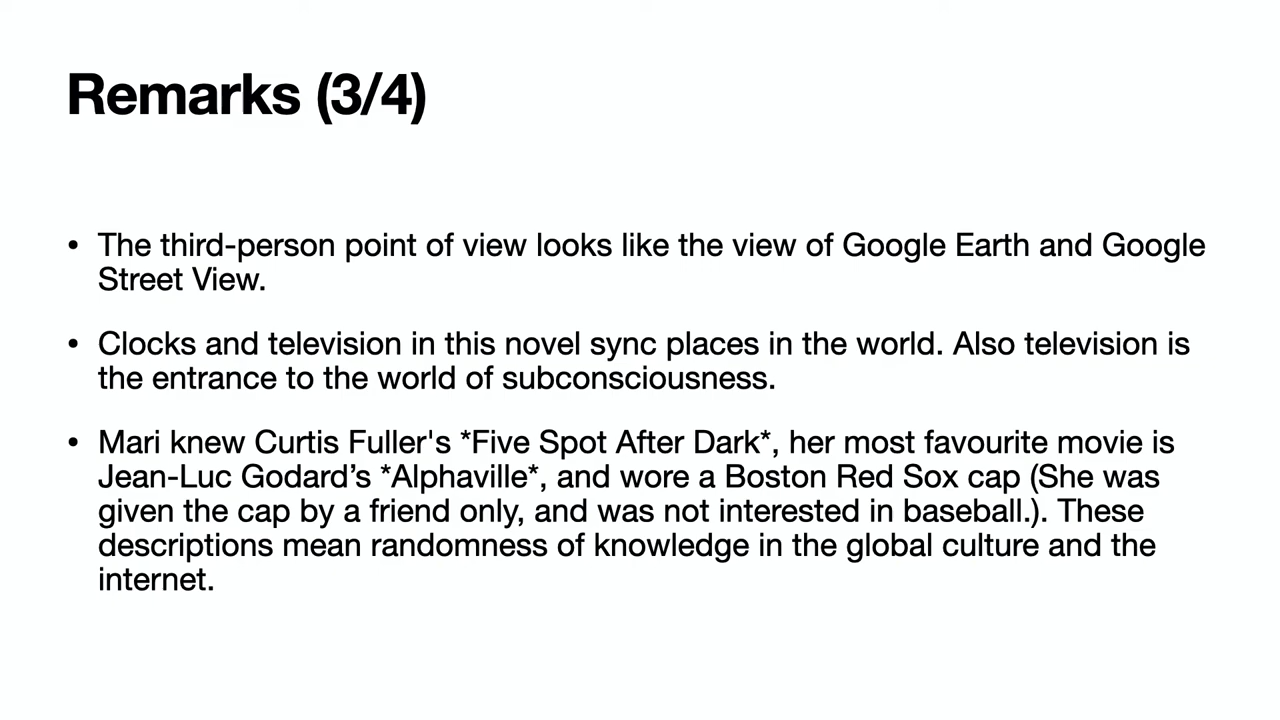 Remarks (3/4)
• The third-person point of view looks like the view of Google Earth and Google
Street View.
• Clocks and television in this novel sync places in the world. Also television is
the entrance to the world of subconsciousness.
• Mari knew Curtis Fuller's *Five Spot After Dark*, her most favourite movie is
Jean-Luc Godard’s *Alphaville*, and wore a Boston Red Sox cap (She was
given the cap by a friend only, and was not interested in baseball.). These
descriptions mean randomness of knowledge in the global culture and the
internet.